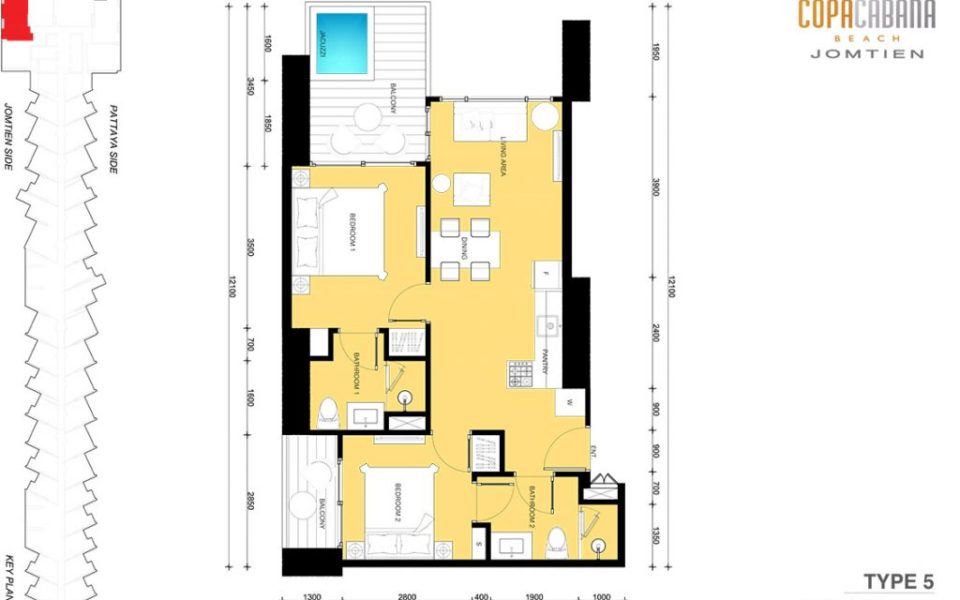 COPACABANA
BEACH
JOMTIEN
JOMTIEN SIDE
PATTAYA SIDE
KEY PLAN
JACUZZI
BALCONY
LIVING AREA
BEDROOM 1
DINING
F
PANTRY
BATHROOM 1
W
ENT.
BALCONY
BEDROOM 2
S
BATHROOM 2
1600
3450
1850
3500
12100
700
1600
2850
1950
3900
12100
2400
900
900
700
1350
1300
2800
400
1900
1000
TYPE 5